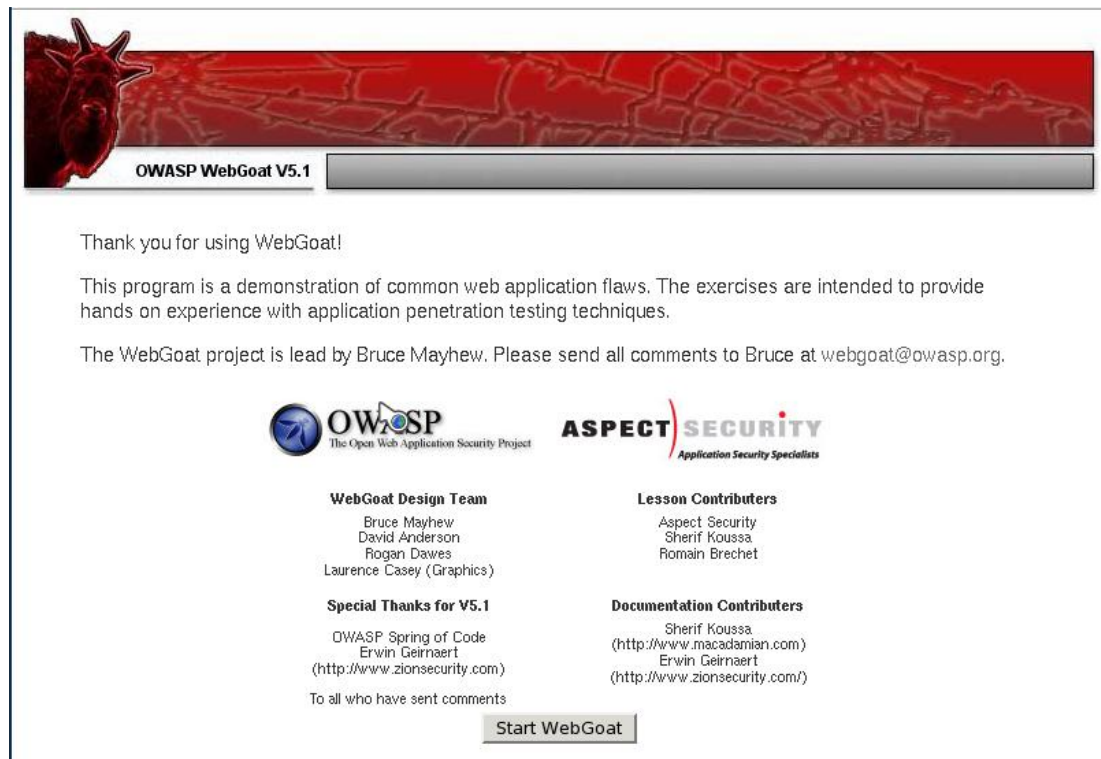 OWASP WebGoat V5.1
Thank you for using WebGoat!
This program is a demonstration of common web application flaws. The exercises are intended to provide
hands on experience with application penetration testing techniques.
The WebGoat project is lead by Bruce Mayhew. Please send all comments to Bruce at webgoat@owasp.org.
OWASP
The Open Web Application Security Project
ASPECT SECURITY
Application Security Specialists
WebGoat Design Team
Bruce Mayhew
David Anderson
Rogan Dawes
Laurence Casey (Graphics)
Lesson Contributers
Aspect Security
Sherif Koussa
Romain Brechet
Special Thanks for V5.1
OWASP Spring of Code
Erwin Geirnaert
(http://www.zionsecurity.com)
To all who have sent comments
Documentation Contributers
Sherif Koussa
(http://www.macadamian.com)
Erwin Geirnaert
(http://www.zionsecurity.com/)
Start WebGoat